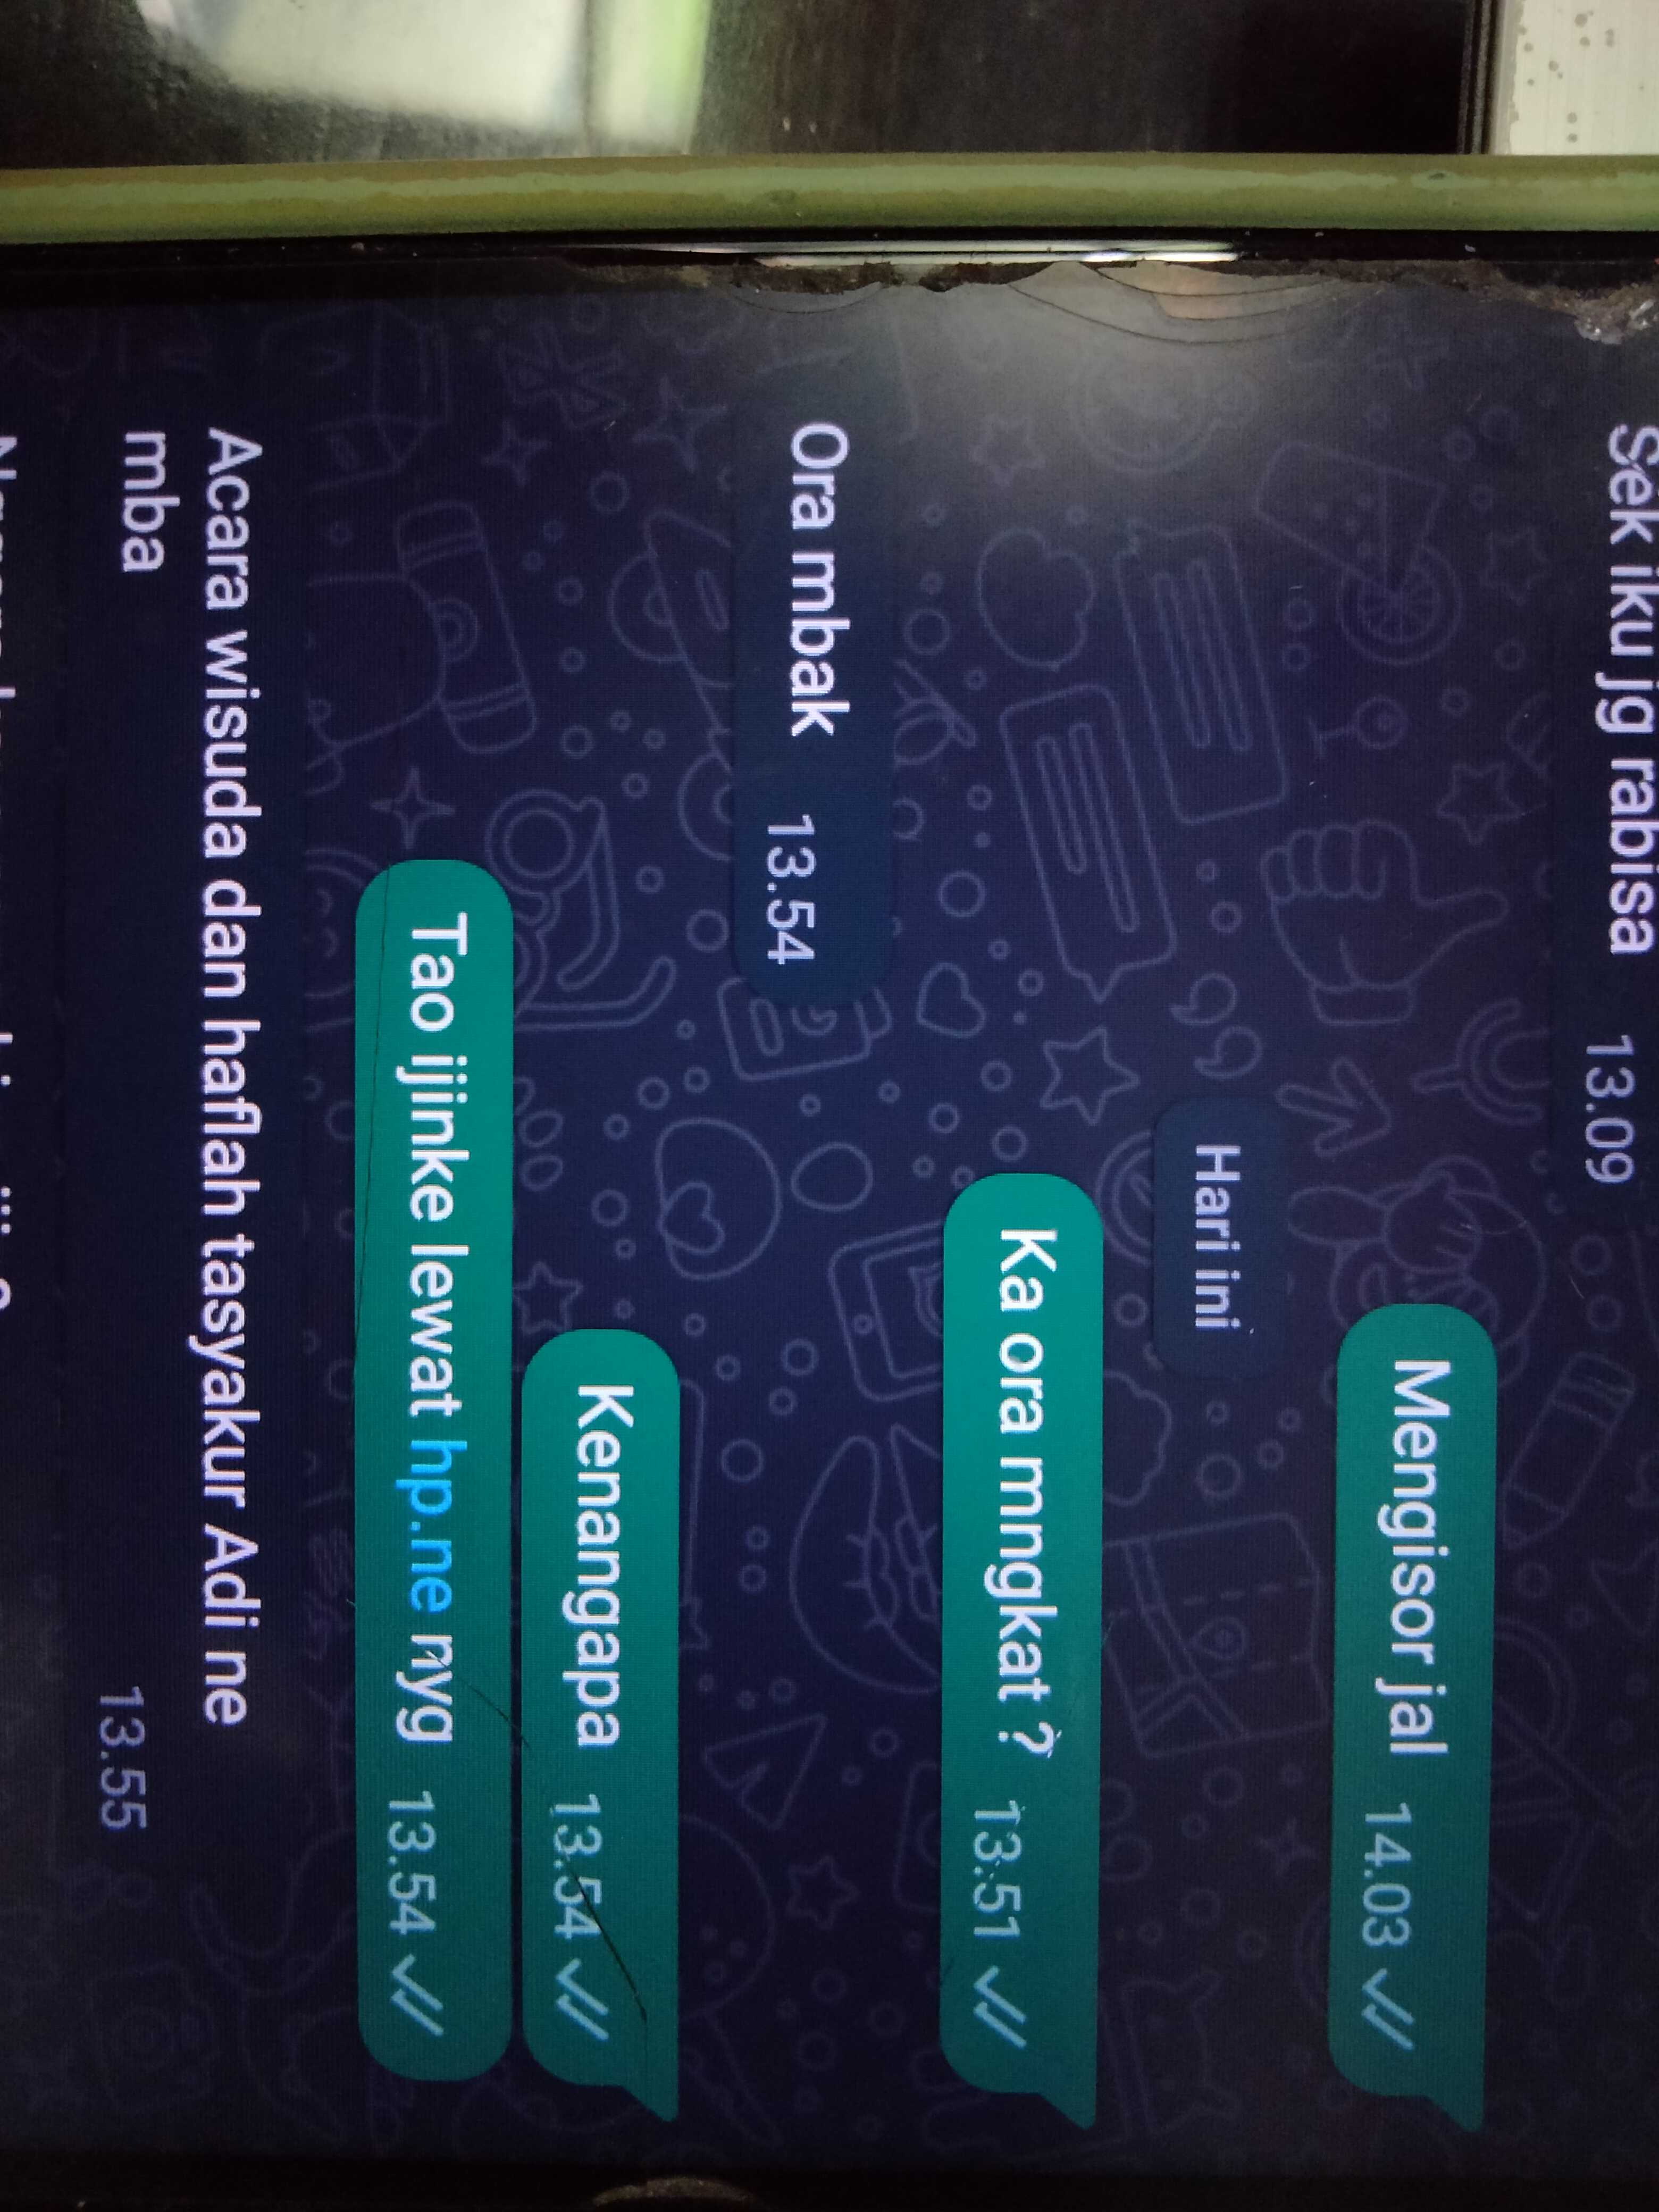 Sek iku jg rabisa 13.09
Mengisor jal 14.03
Hari ini
Ka ora mngkat ? 13.51
Ora mbak 13.54
Kenangapa 13.54
Tao ijinke lewat hp.ne nyg 13.54
Acara wisuda dan haflah tasyakur Adi ne
mba 13.55